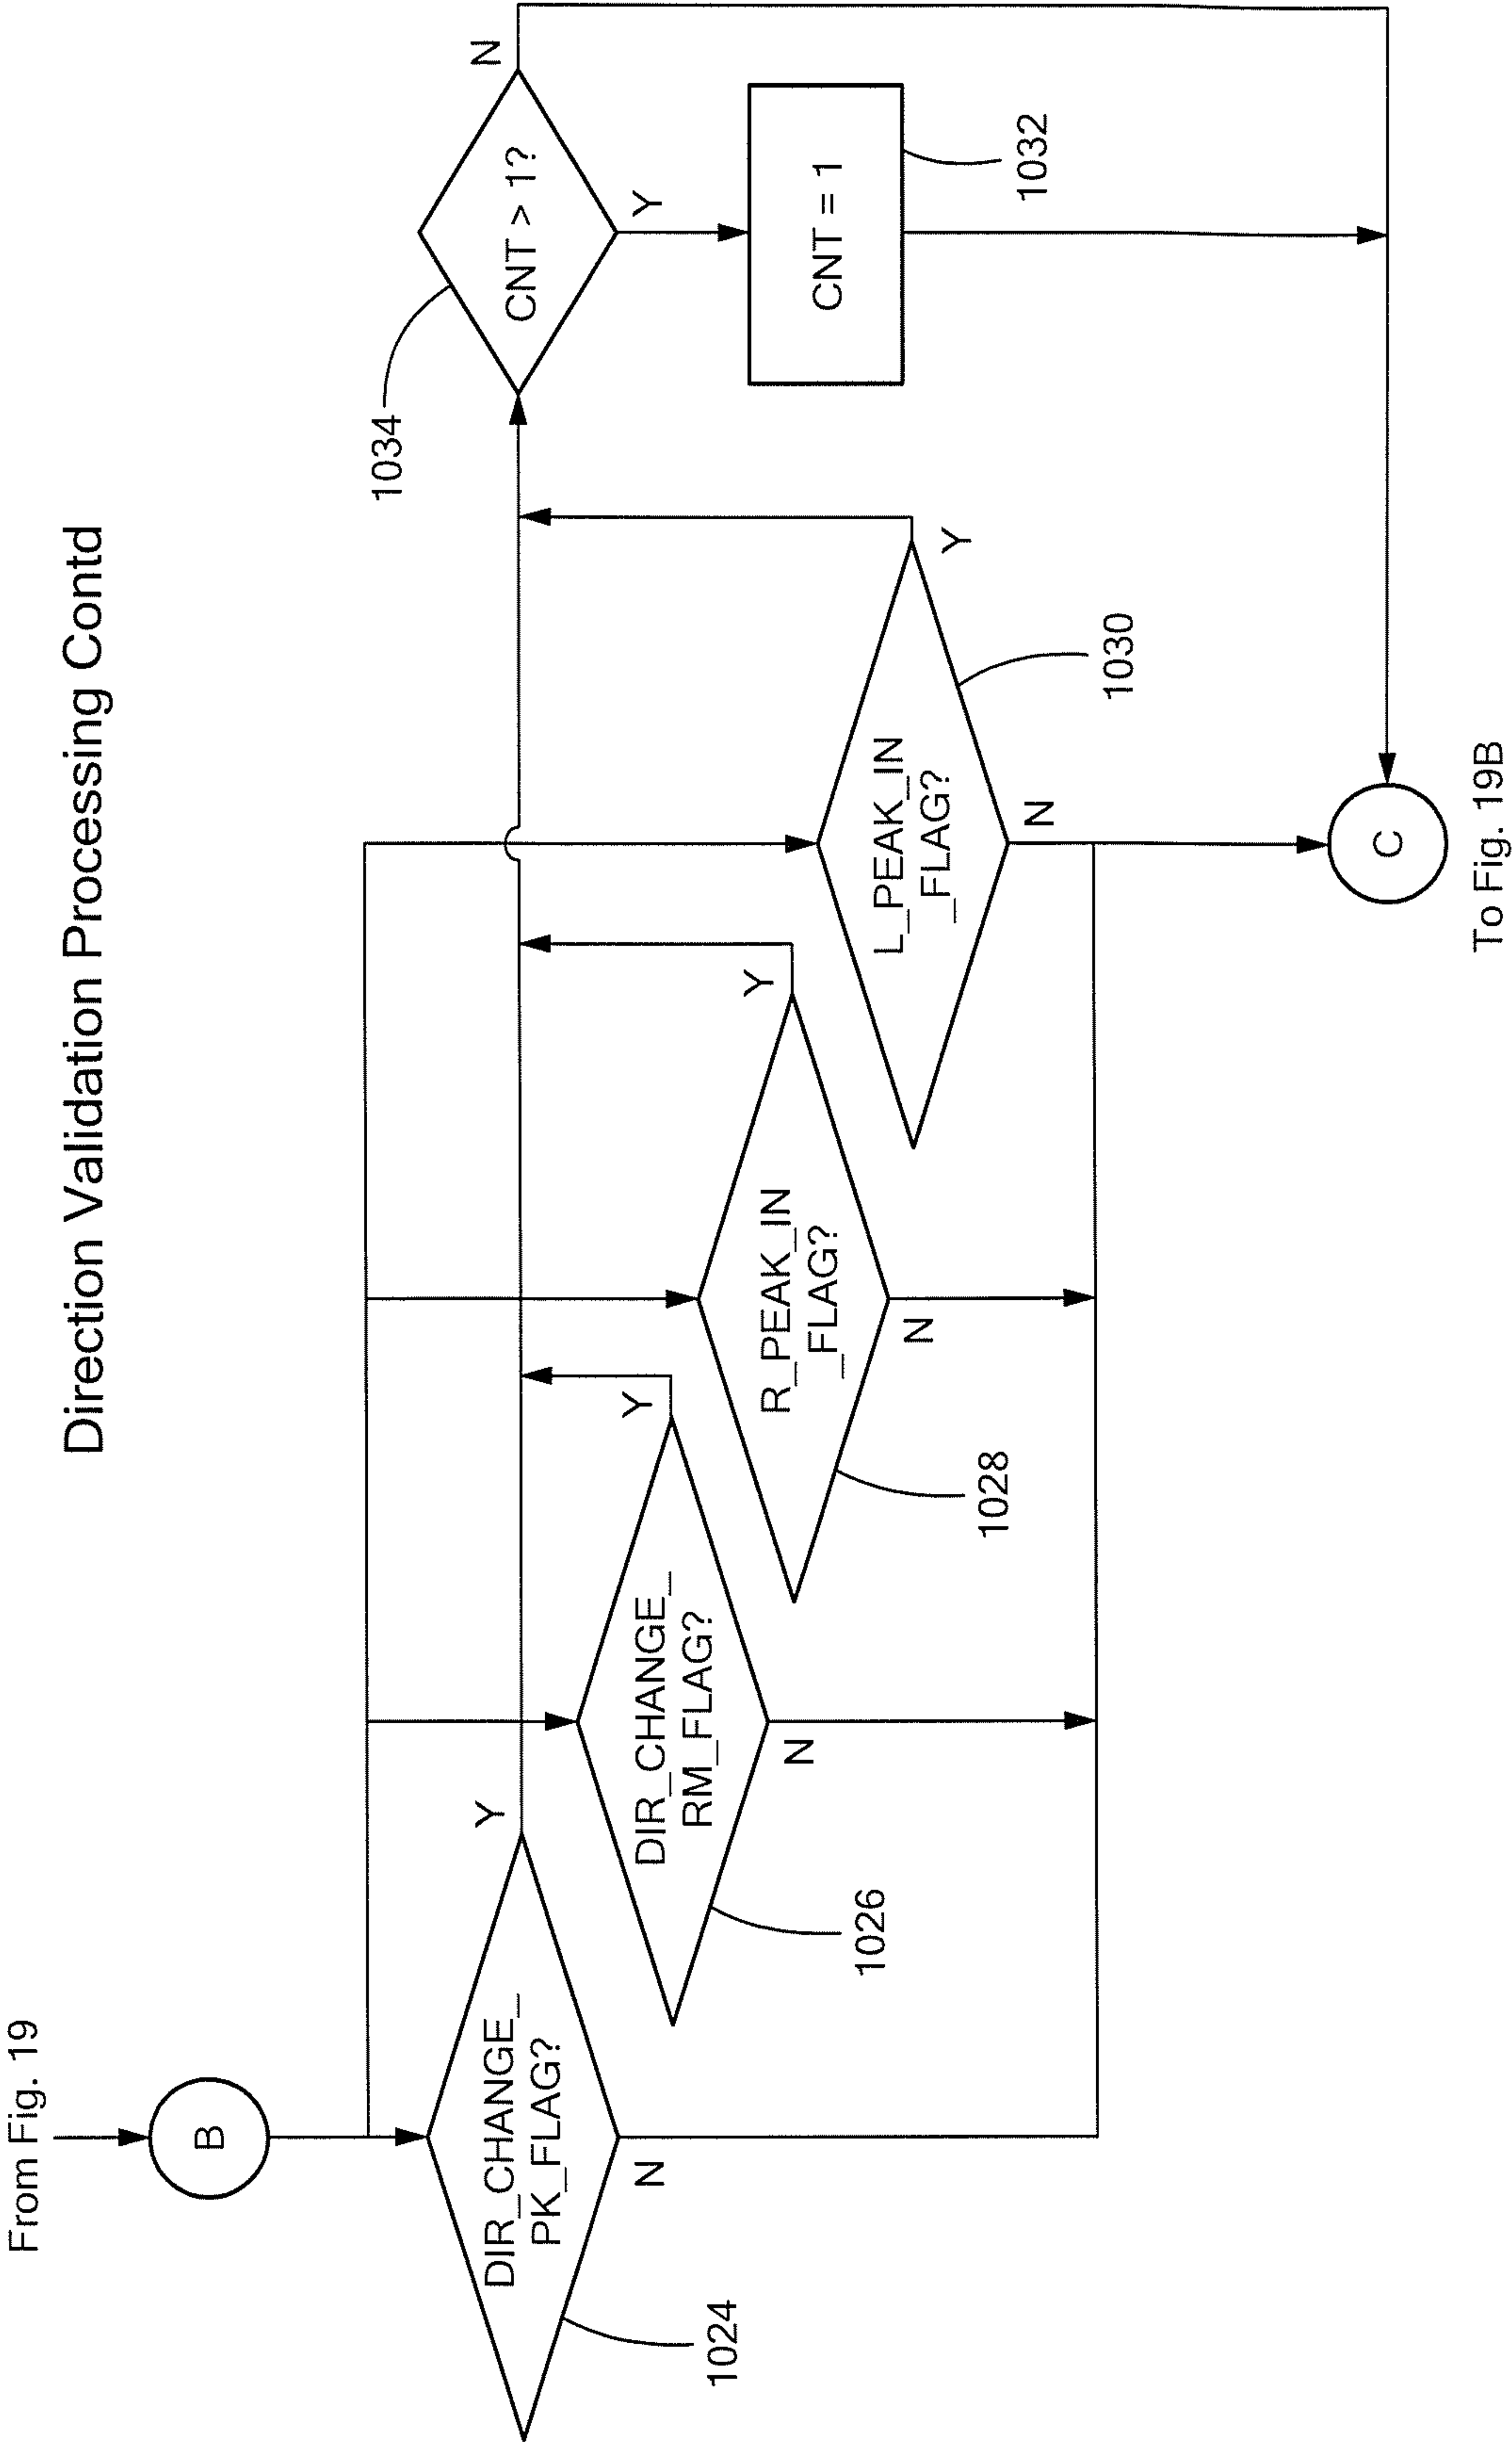 Direction Validation Processing Contd
From Fig. 19
B
DIR_CHANGE_
PK_FLAG?
Y
N
1024
DIR_CHANGE_
RM_FLAG?
Y
N
1026
R_PEAK_IN
_FLAG?
Y
N
1028
L_PEAK_IN
_FLAG?
Y
N
1030
1034
CNT > 1?
N
Y
CNT = 1
1032
C
To Fig. 19B